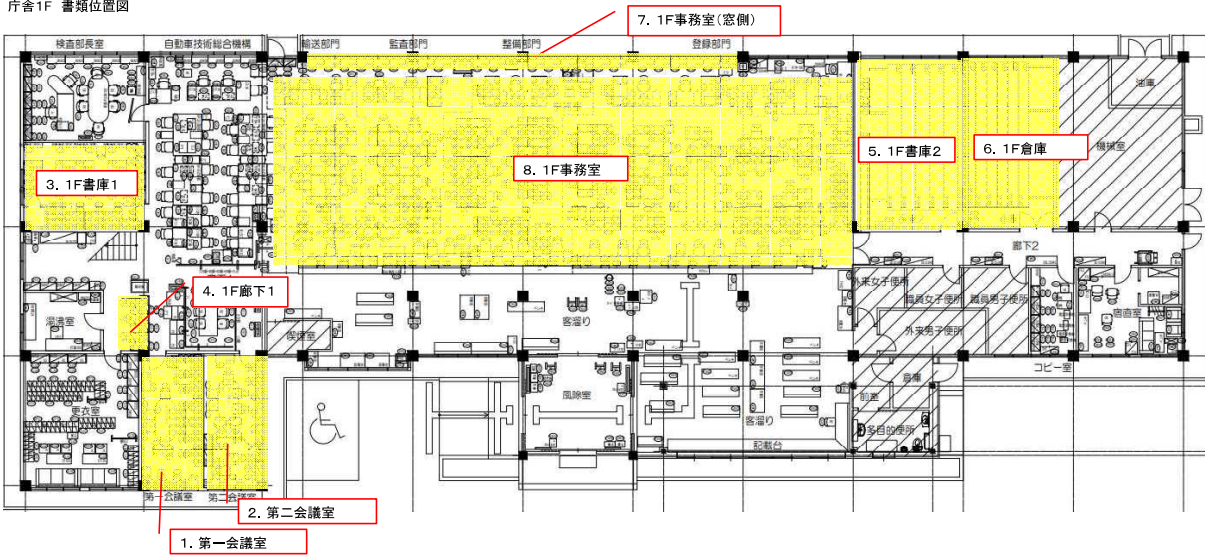 庁舎1F 書類位置図
7. 1F事務室(窓側)
検査部長室
自動車技術総合機構
輸送部門
監査部門
整備部門
登録部門
油庫
機械室
5. 1F書庫2
6. 1F倉庫
8. 1F事務室
3. 1F書庫1
廊下2
4. 1F廊下1
外来女子便所
職員女子便所
職員男子便所
宿直室
湯沸室
喫煙室
客溜り
外来男子便所
コピー室
倉庫
前室
風除室
更衣室
客溜り
多目的便所
記載台
第一会議室
第二会議室
2. 第二会議室
1. 第一会議室